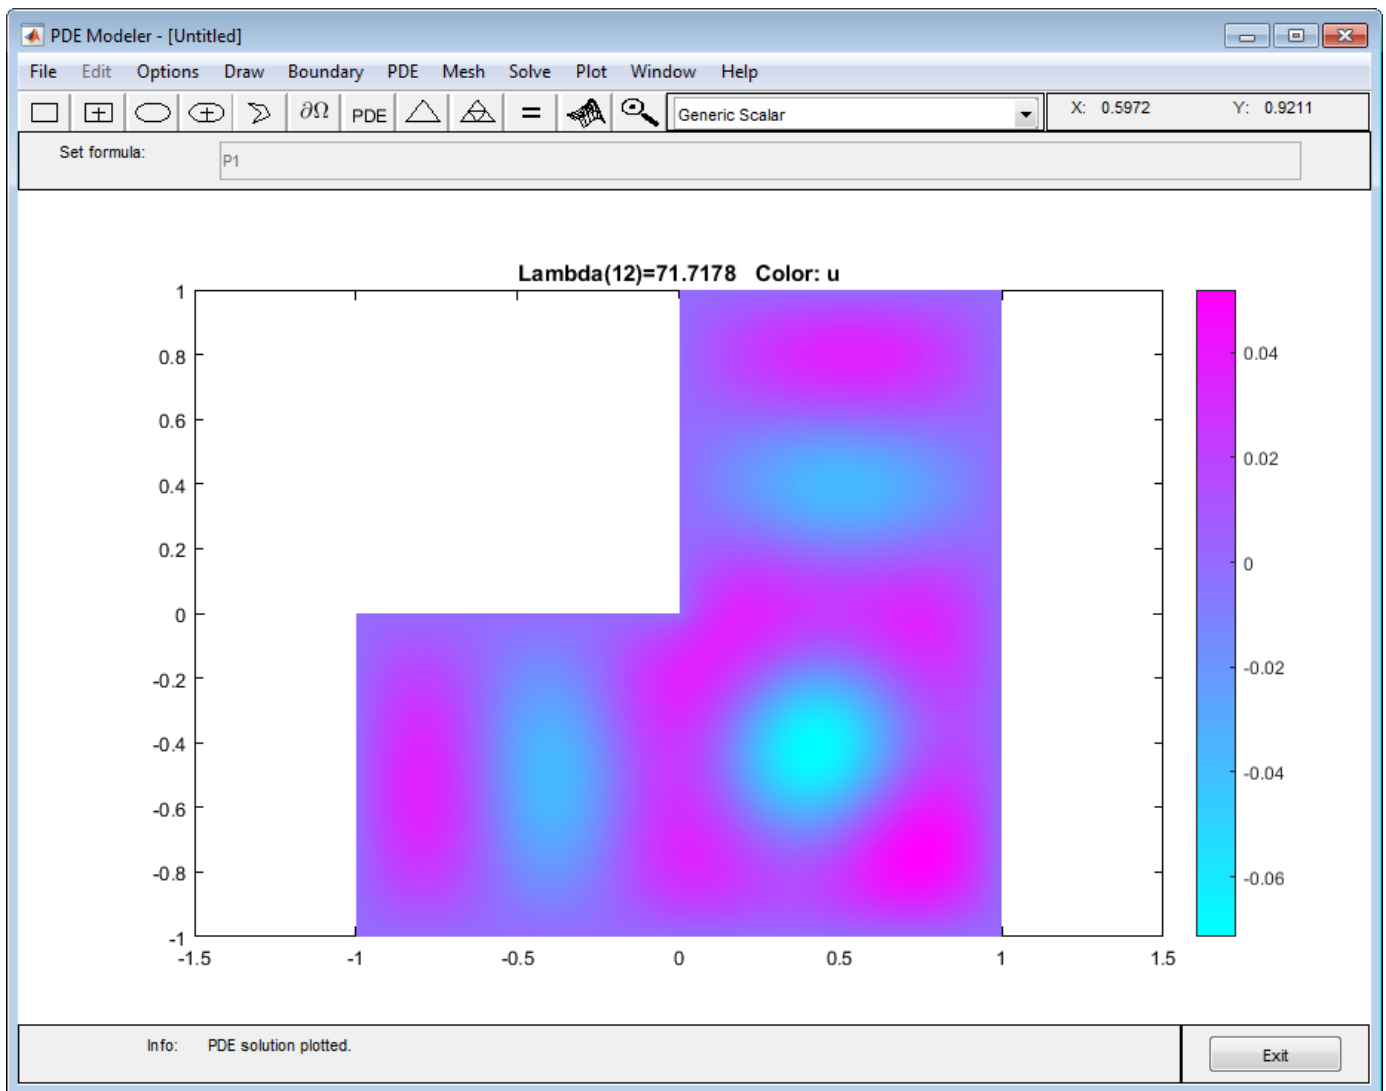 PDE Modeler - [Untitled]
File Edit Options Draw Boundary PDE Mesh Solve Plot Window Help
∂Ω PDE = Generic Scalar X: 0.5972 Y: 0.9211
Set formula: P1
Lambda(12)=71.7178 Color: u
1
0.8
0.6
0.4
0.2
0
-0.2
-0.4
-0.6
-0.8
-1
-1.5 -1 -0.5 0 0.5 1 1.5
0.04
0.02
0
-0.02
-0.04
-0.06
Info: PDE solution plotted.
Exit